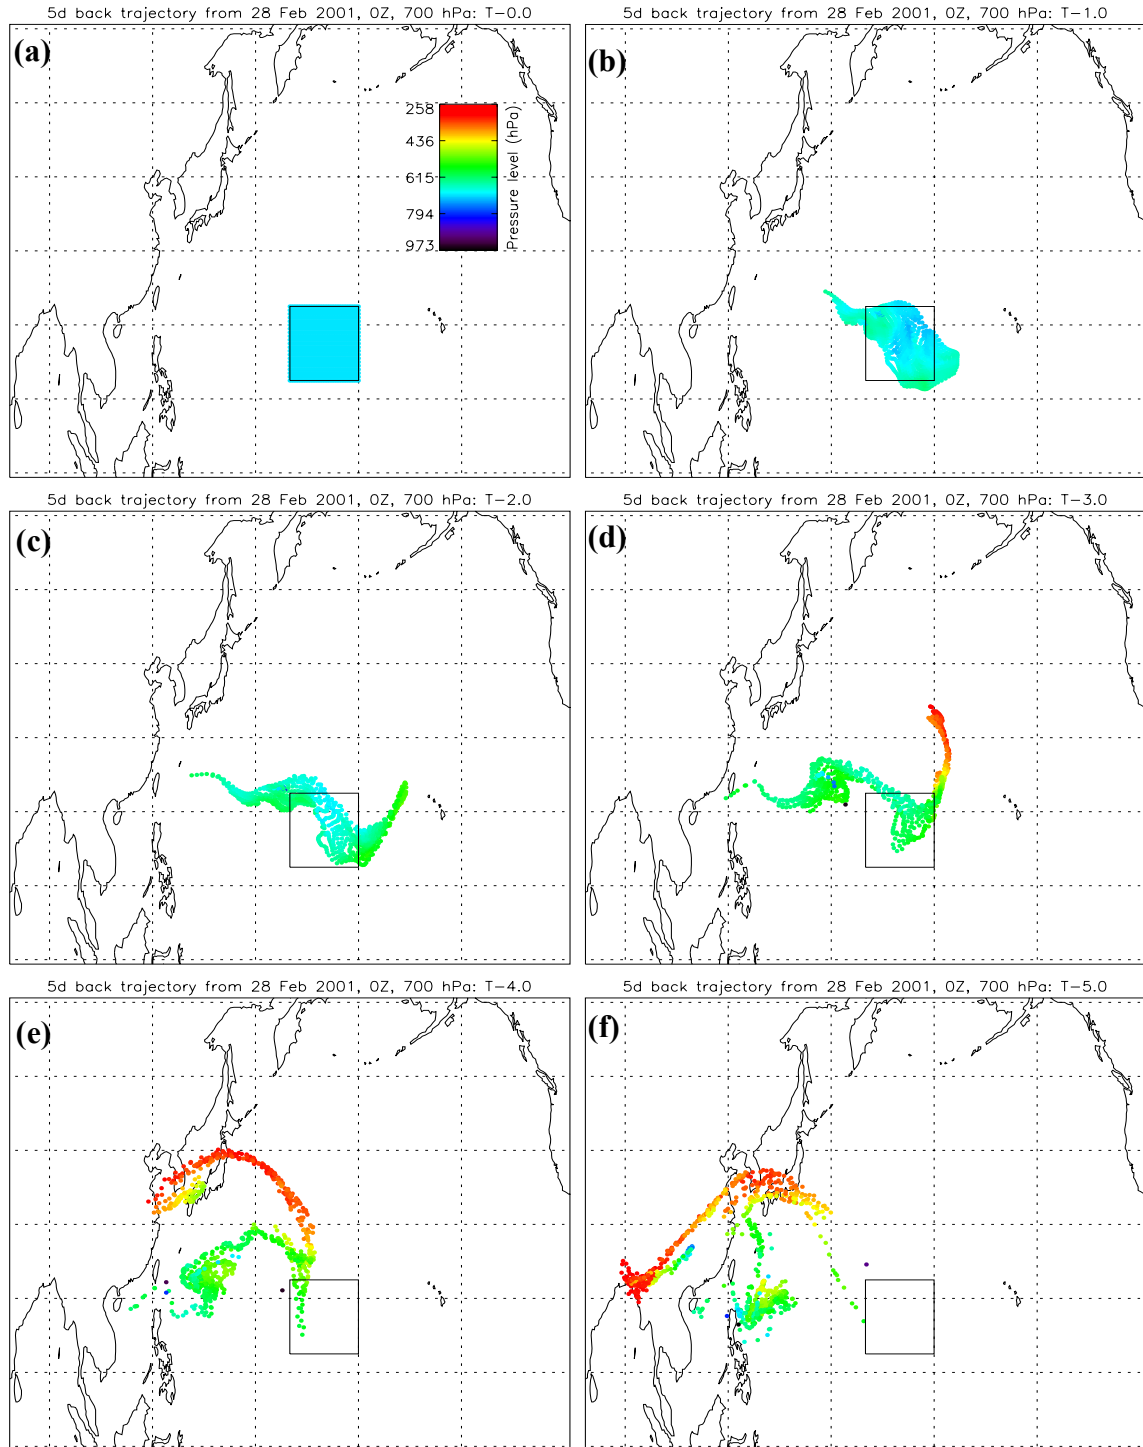 5d back trajectory from 28 Feb 2001, 0Z, 700 hPa: T-0.0
(a)
258
436
615
794
973
Pressure level (hPa)
5d back trajectory from 28 Feb 2001, 0Z, 700 hPa: T-1.0
(b)
5d back trajectory from 28 Feb 2001, 0Z, 700 hPa: T-2.0
(c)
5d back trajectory from 28 Feb 2001, 0Z, 700 hPa: T-3.0
(d)
5d back trajectory from 28 Feb 2001, 0Z, 700 hPa: T-4.0
(e)
5d back trajectory from 28 Feb 2001, 0Z, 700 hPa: T-5.0
(f)